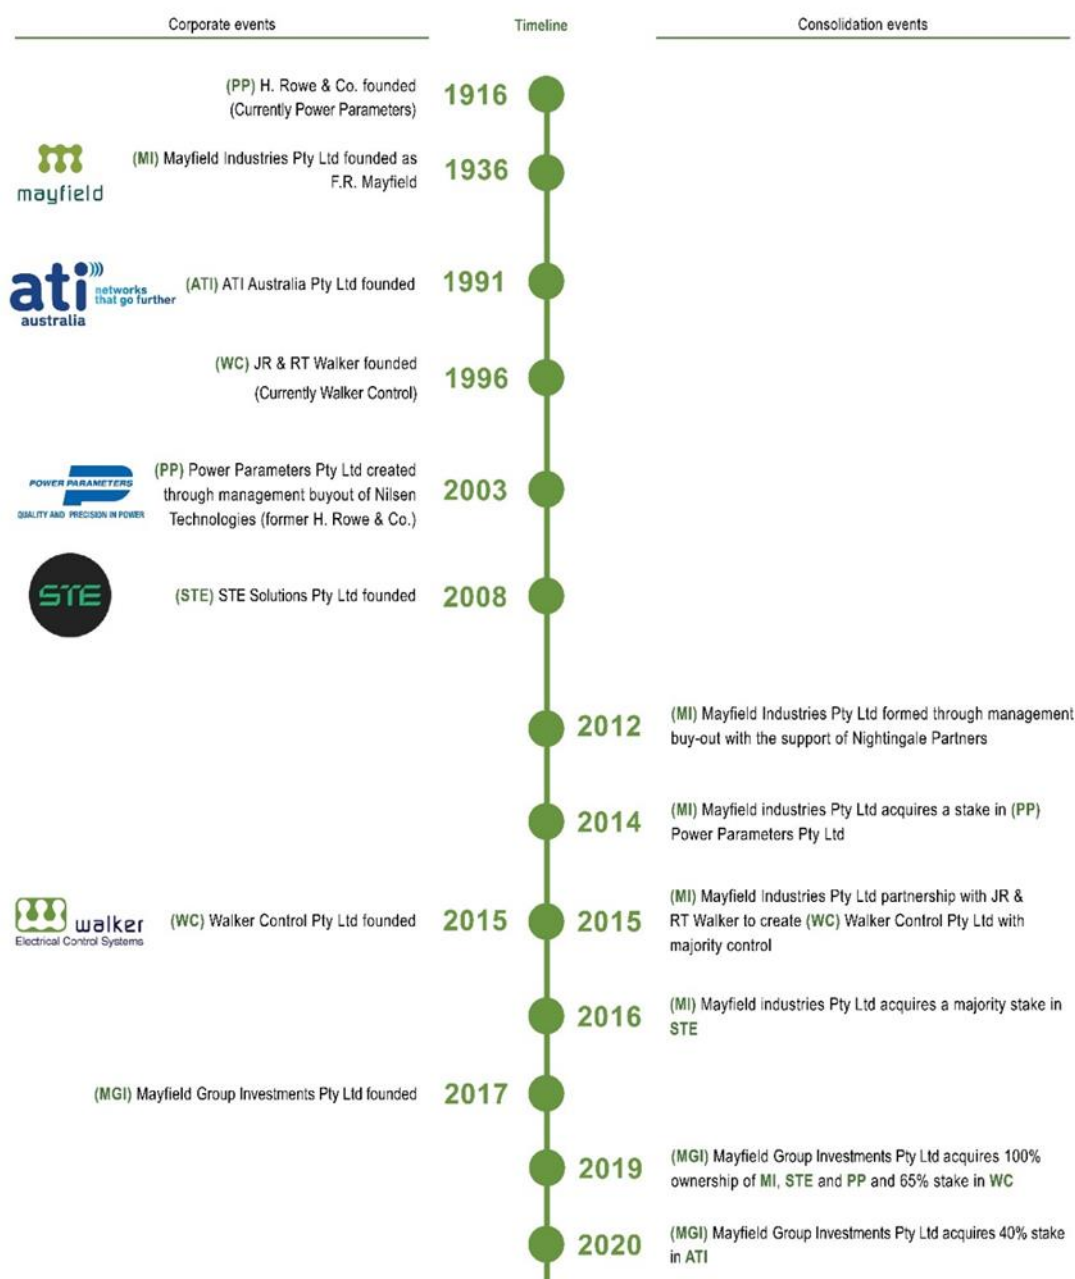 Corporate events
Timeline
Consolidation events
(PP) H. Rowe & Co. founded
(Currently Power Parameters)
1916
mayfield
(MI) Mayfield Industries Pty Ltd founded as
F.R. Mayfield
1936
ati
networks
that go further
australia
(ATI) ATI Australia Pty Ltd founded
1991
(WC) JR & RT Walker founded
(Currently Walker Control)
1996
POWER PARAMETERS
QUALITY AND PRECISION IN POWER
(PP) Power Parameters Pty Ltd created
through management buyout of Nilsen
Technologies (former H. Rowe & Co.)
2003
STE
(STE) STE Solutions Pty Ltd founded
2008
2012
(MI) Mayfield Industries Pty Ltd formed through management
buy-out with the support of Nightingale Partners
2014
(MI) Mayfield industries Pty Ltd acquires a stake in (PP)
Power Parameters Pty Ltd
walker
Electrical Control Systems
(WC) Walker Control Pty Ltd founded
2015
2015
(MI) Mayfield Industries Pty Ltd partnership with JR &
RT Walker to create (WC) Walker Control Pty Ltd with
majority control
2016
(MI) Mayfield industries Pty Ltd acquires a majority stake in
STE
(MGI) Mayfield Group Investments Pty Ltd founded
2017
2019
(MGI) Mayfield Group Investments Pty Ltd acquires 100%
ownership of MI, STE and PP and 65% stake in WC
2020
(MGI) Mayfield Group Investments Pty Ltd acquires 40% stake
in ATI